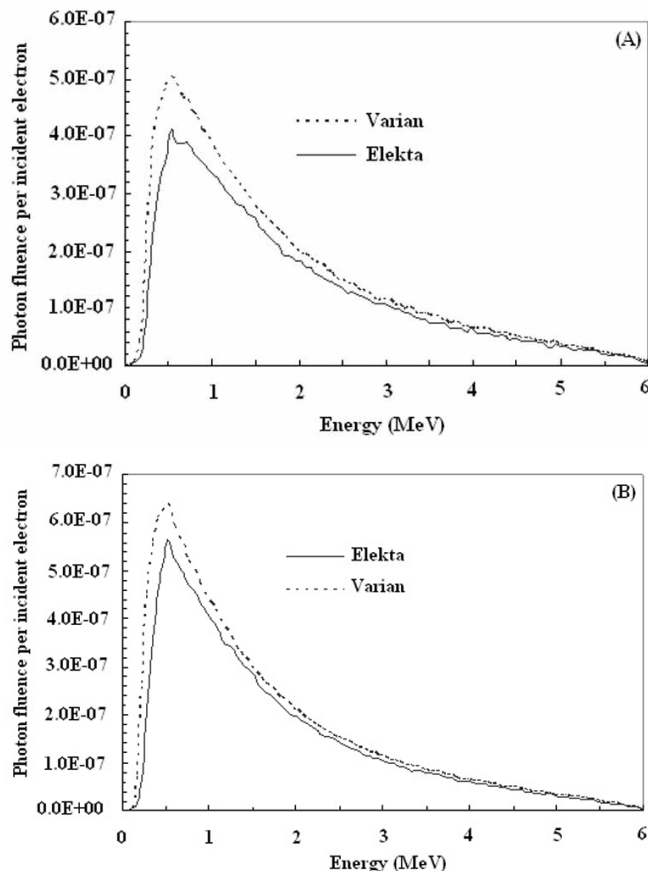 6.0E-07
(A)
5.0E-07
4.0E-07
3.0E-07
2.0E-07
1.0E-07
0.0E+00
Photon fluence per incident electron
Varian
Elekta
0 1 2 3 4 5 6
Energy (MeV)
7.0E-07
(B)
6.0E-07
5.0E-07
4.0E-07
3.0E-07
2.0E-07
1.0E-07
0.0E+00
Photon fluence per incident electron
Elekta
Varian
0 1 2 3 4 5 6
Energy (MeV)